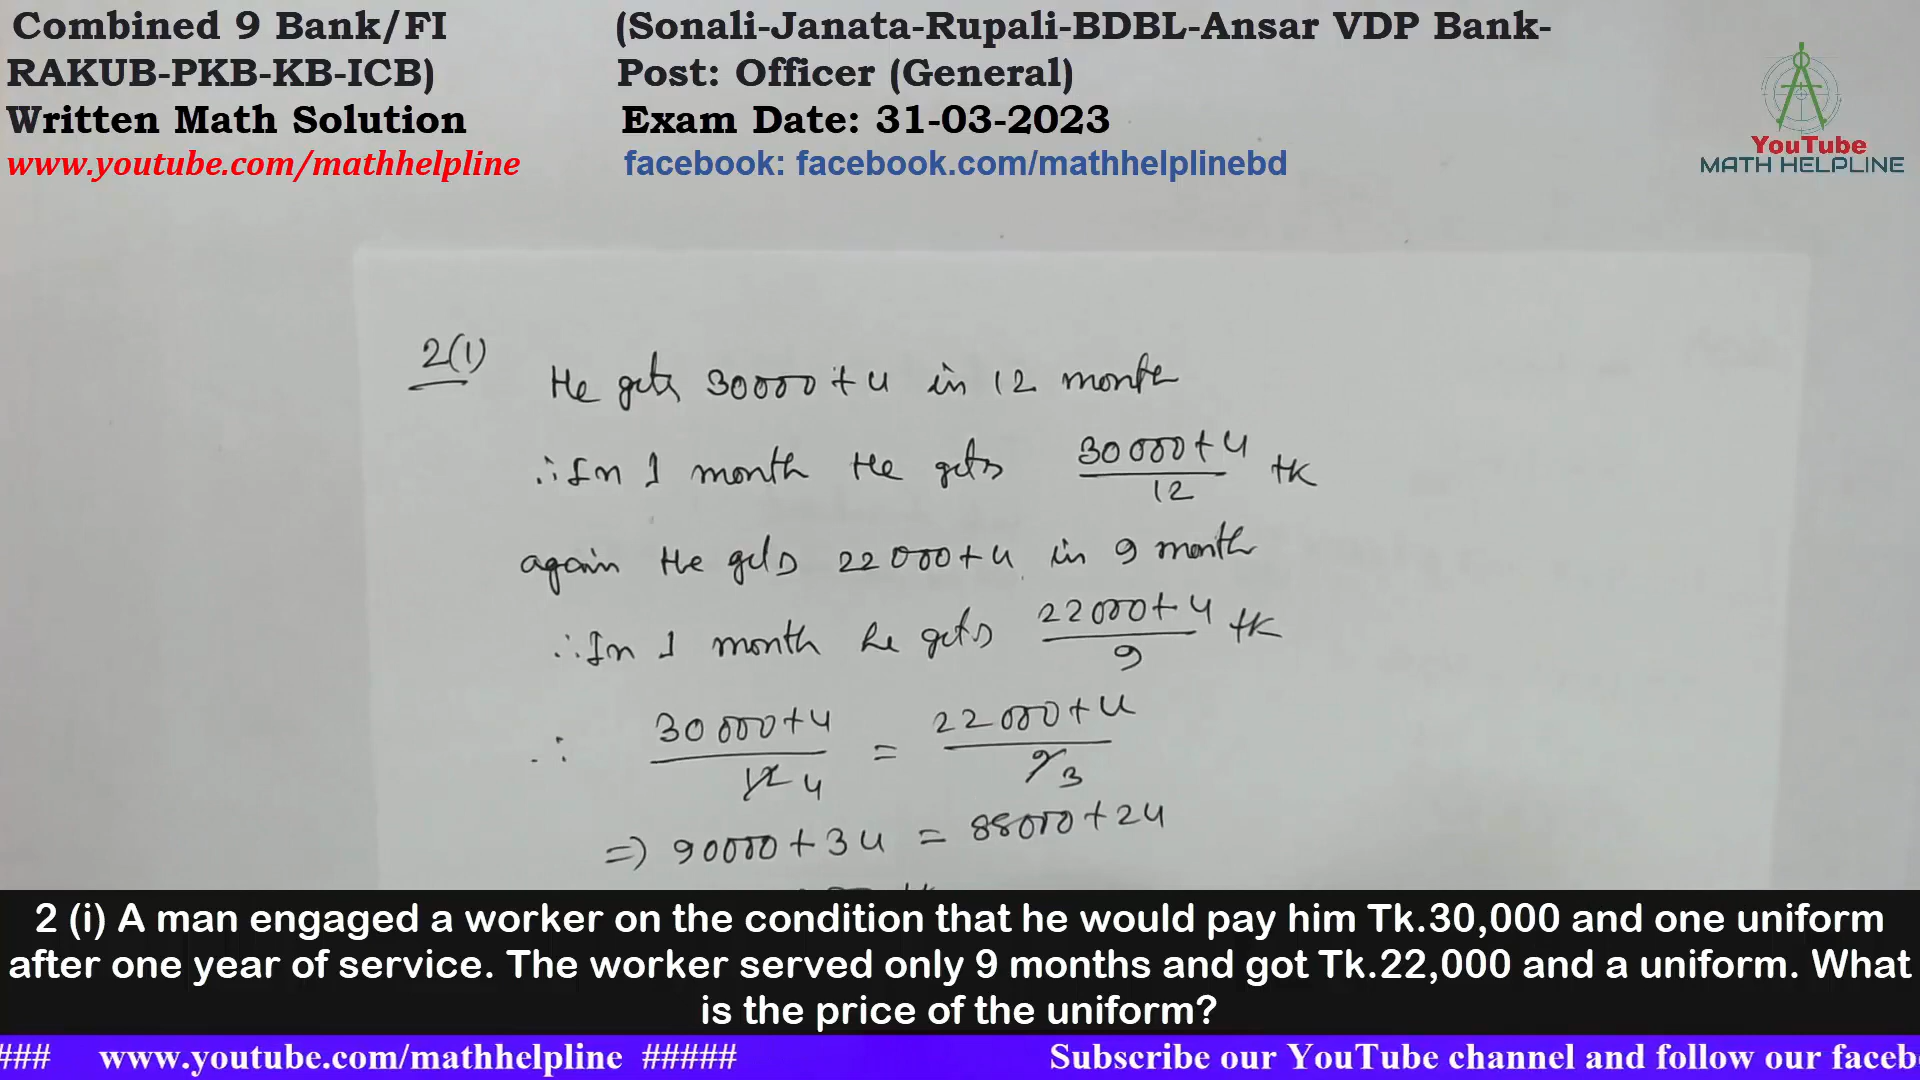 Combined 9 Bank/FI (Sonali-Janata-Rupali-BDBL-Ansar VDP Bank-
RAKUB-PKB-KB-ICB) Post: Officer (General)
Written Math Solution Exam Date: 31-03-2023
www.youtube.com/mathhelpline facebook: facebook.com/mathhelplinebd
YouTube
MATH HELPLINE
2(1) He gets 30000+u in 12 month
∴In 1 month He gets (30000+u)/12 tk
again He gets 22000+u in 9 month
∴In 1 month he gets (22000+u)/9 tk
∴ (30000+u)/12 4 = (22000+u)/9 3
=> 90000+3u = 88000+2u
2 (i) A man engaged a worker on the condition that he would pay him Tk.30,000 and one uniform
after one year of service. The worker served only 9 months and got Tk.22,000 and a uniform. What
is the price of the uniform?
### www.youtube.com/mathhelpline ##### Subscribe our YouTube channel and follow our faceb